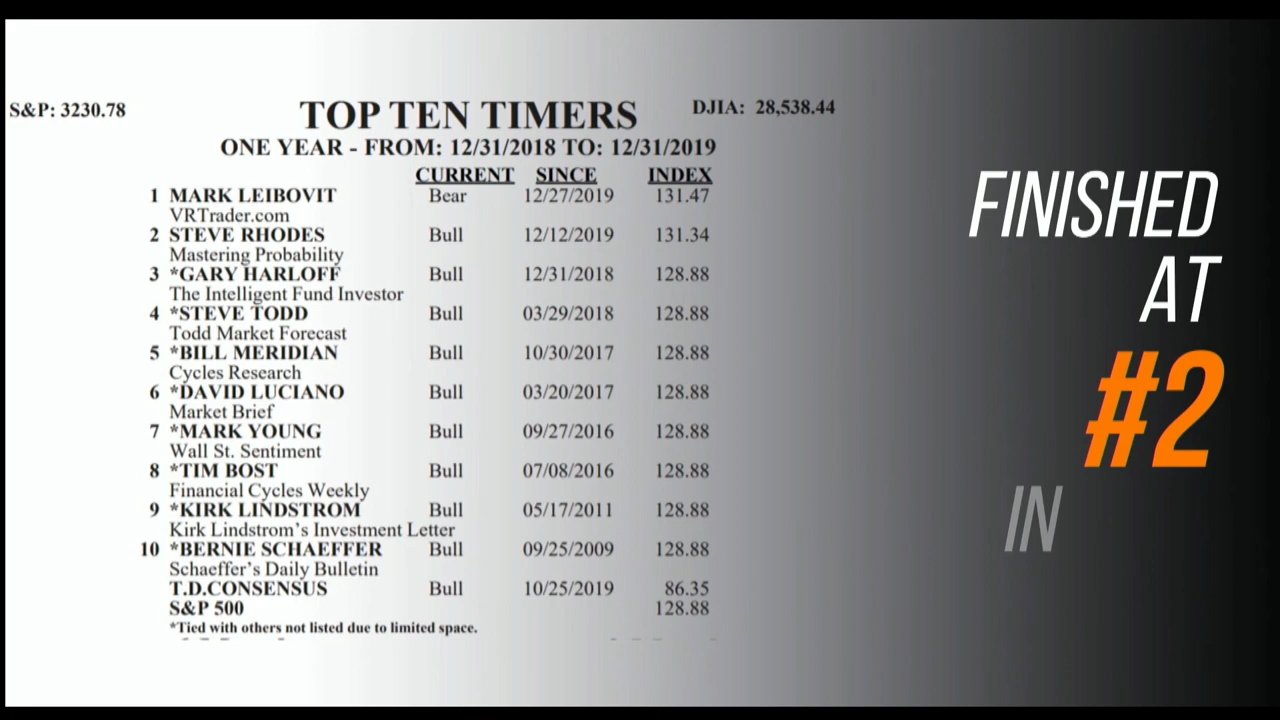 S&P: 3230.78
TOP TEN TIMERS
DJIA: 28,538.44
ONE YEAR - FROM: 12/31/2018 TO: 12/31/2019
CURRENT SINCE INDEX
1 MARK LEIBOVIT Bear 12/27/2019 131.47
VRTrader.com
2 STEVE RHODES Bull 12/12/2019 131.34
Mastering Probability
3 *GARY HARLOFF Bull 12/31/2018 128.88
The Intelligent Fund Investor
4 *STEVE TODD Bull 03/29/2018 128.88
Todd Market Forecast
5 *BILL MERIDIAN Bull 10/30/2017 128.88
Cycles Research
6 *DAVID LUCIANO Bull 03/20/2017 128.88
Market Brief
7 *MARK YOUNG Bull 09/27/2016 128.88
Wall St. Sentiment
8 *TIM BOST Bull 07/08/2016 128.88
Financial Cycles Weekly
9 *KIRK LINDSTROM Bull 05/17/2011 128.88
Kirk Lindstrom's Investment Letter
10 *BERNIE SCHAEFFER Bull 09/25/2009 128.88
Schaeffer's Daily Bulletin
T.D.CONSENSUS Bull 10/25/2019 86.35
S&P 500 128.88
*Tied with others not listed due to limited space.
FINISHED
AT
#2
IN